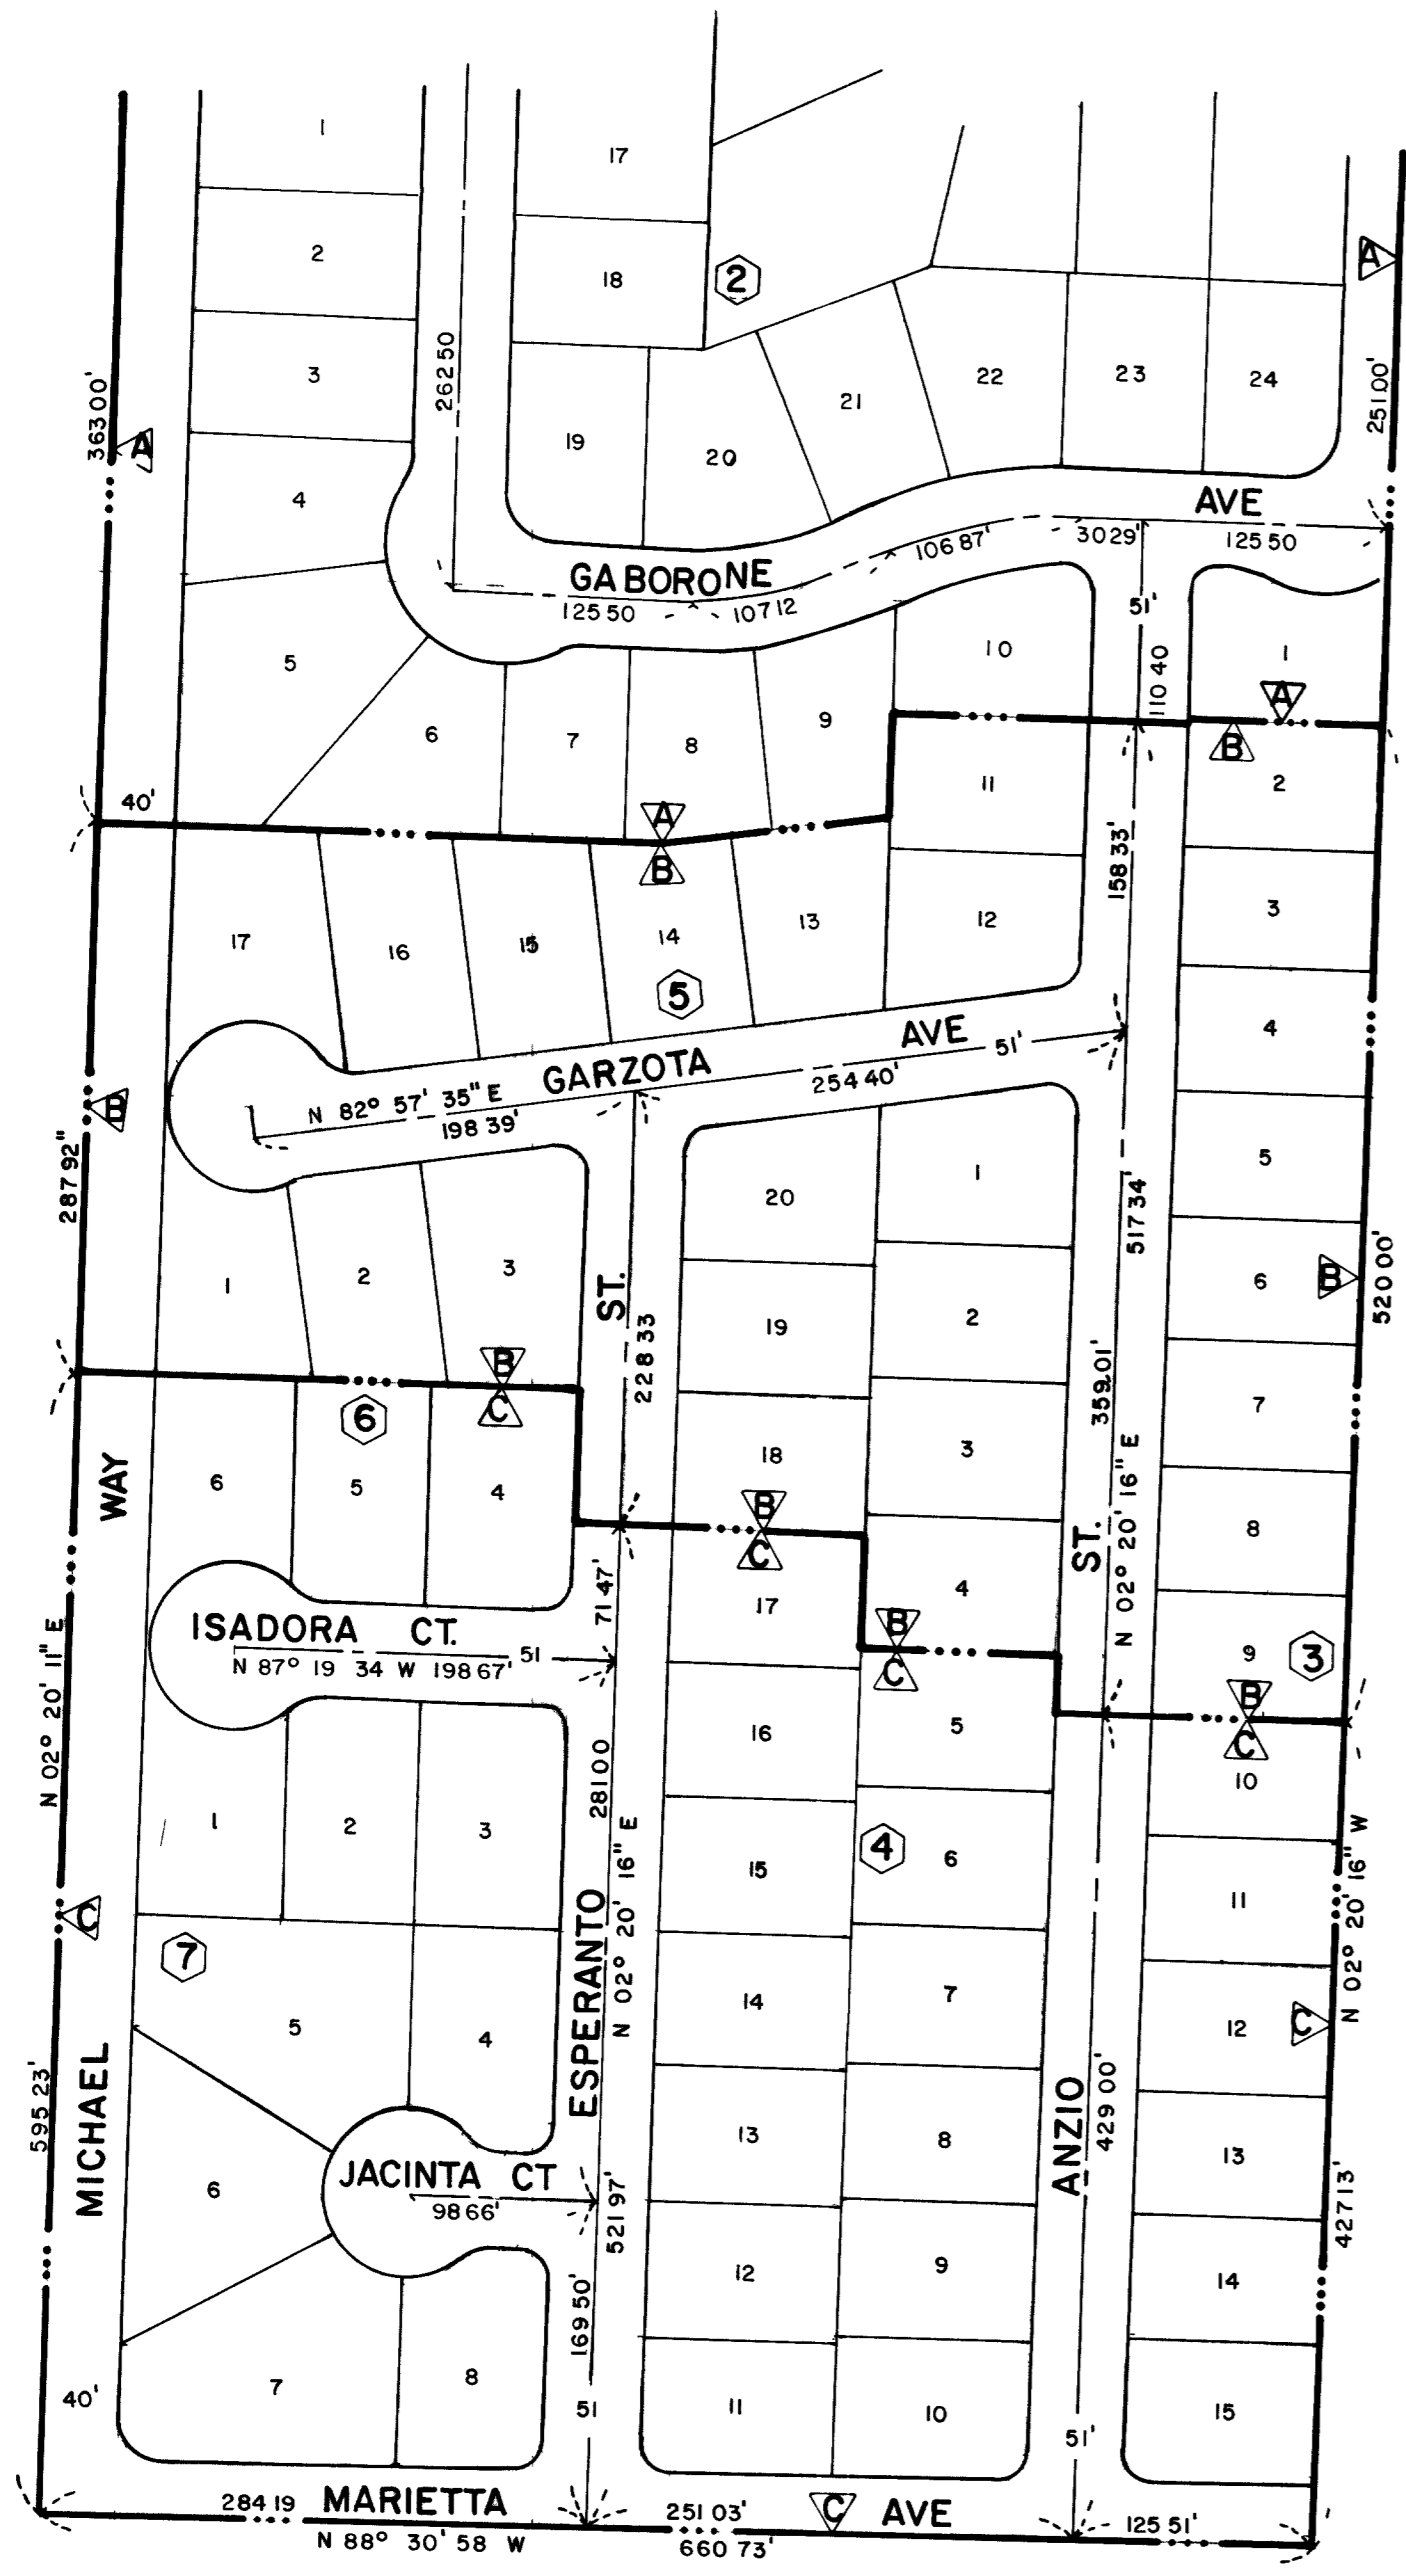 1
17
2
18
2
A
3
26250
363 00'
A
22
23
24
21
251 00'
19
20
4
AVE
106 87'
30 29'
125 50
GABORONE
125 50
107 12
51'
10
1
5
110 40
A
B
9
6
7
8
11
2
40'
A
B
158 33'
3
17
16
15
14
13
12
5
4
AVE
51'
GARZOTA
254 40'
N 82° 57' 35" E
198 39'
B
287 92"
5
20
1
517 34'
1
2
3
ST.
6
B
520 00'
19
2
228 33
B
C
359.01'
7
6
18
3
WAY
6
5
4
B
C
N 02° 20' 16" E
8
ST.
71 47'
17
4
ISADORA CT.
51
N 87° 19 34 W 198 67'
B
C
9
3
N 02° 20' 11" E
B
C
16
5
10
281 00
1
2
3
15
4
6
N 02° 20' 16" E
11
N 02° 20' 16" W
C
7
ESPERANTO
14
7
12
C
5
4
595 23'
MICHAEL
13
8
ANZIO
429 00'
13
JACINTA CT
98 66'
6
521 97'
427 13'
12
9
14
169 50'
7
8
40'
51
11
10
15
51'
284 19
MARIETTA
251 03'
C
AVE
125 51'
N 88° 30' 58 W
660 73'